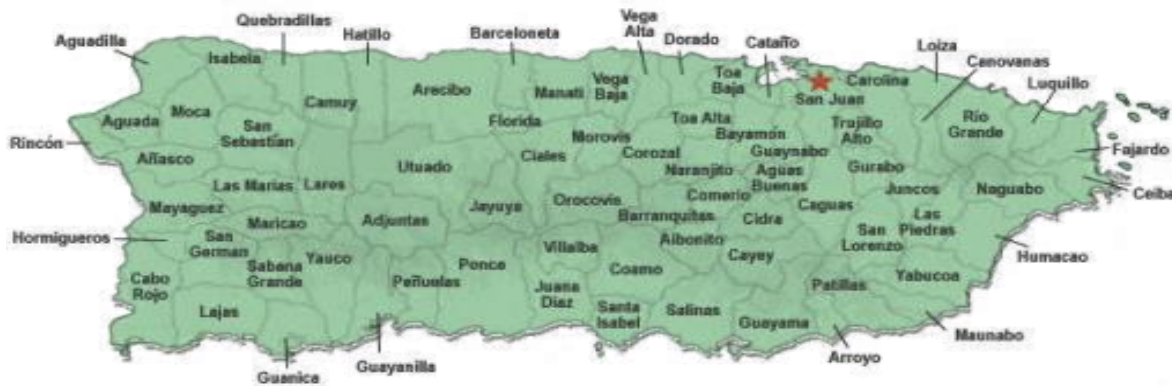 Quebradillas
Vega
Alta
Aguadilla
Hatillo
Barceloneta
Dorado
Cataño
Loiza
Isabela
Canovanas
Luquillo
Camuy
Arecibo
Manati
Vega
Baja
Toa
Baja
Carolina
San Juan
Moca
Aguada
Rincón
San
Sebastian
Florida
Toa Alta
Bayamón
Trujillo
Alto
Río
Grande
Fajardo
Añasco
Utuado
Ciales
Morovis
Corozal
Guaynabo
Naranjito
Aguas
Buenas
Gurabo
Juncos
Naguabo
Ceiba
Las Marias
Lares
Mayaguez
Maricao
Adjuntas
Jayuya
Orocovis
Barranquitas
Comerio
Cidra
Caguas
Las
Piedras
Hormigueros
San
German
Sabana
Grande
Yauco
Villalba
Aibonito
Cayey
San
Lorenzo
Humacao
Cabo
Rojo
Lajas
Peñuelas
Ponce
Juana
Diaz
Coamo
Santa
Isabel
Salinas
Guayama
Patillas
Yabucoa
Maunabo
Arroyo
Guanica
Guayanilla